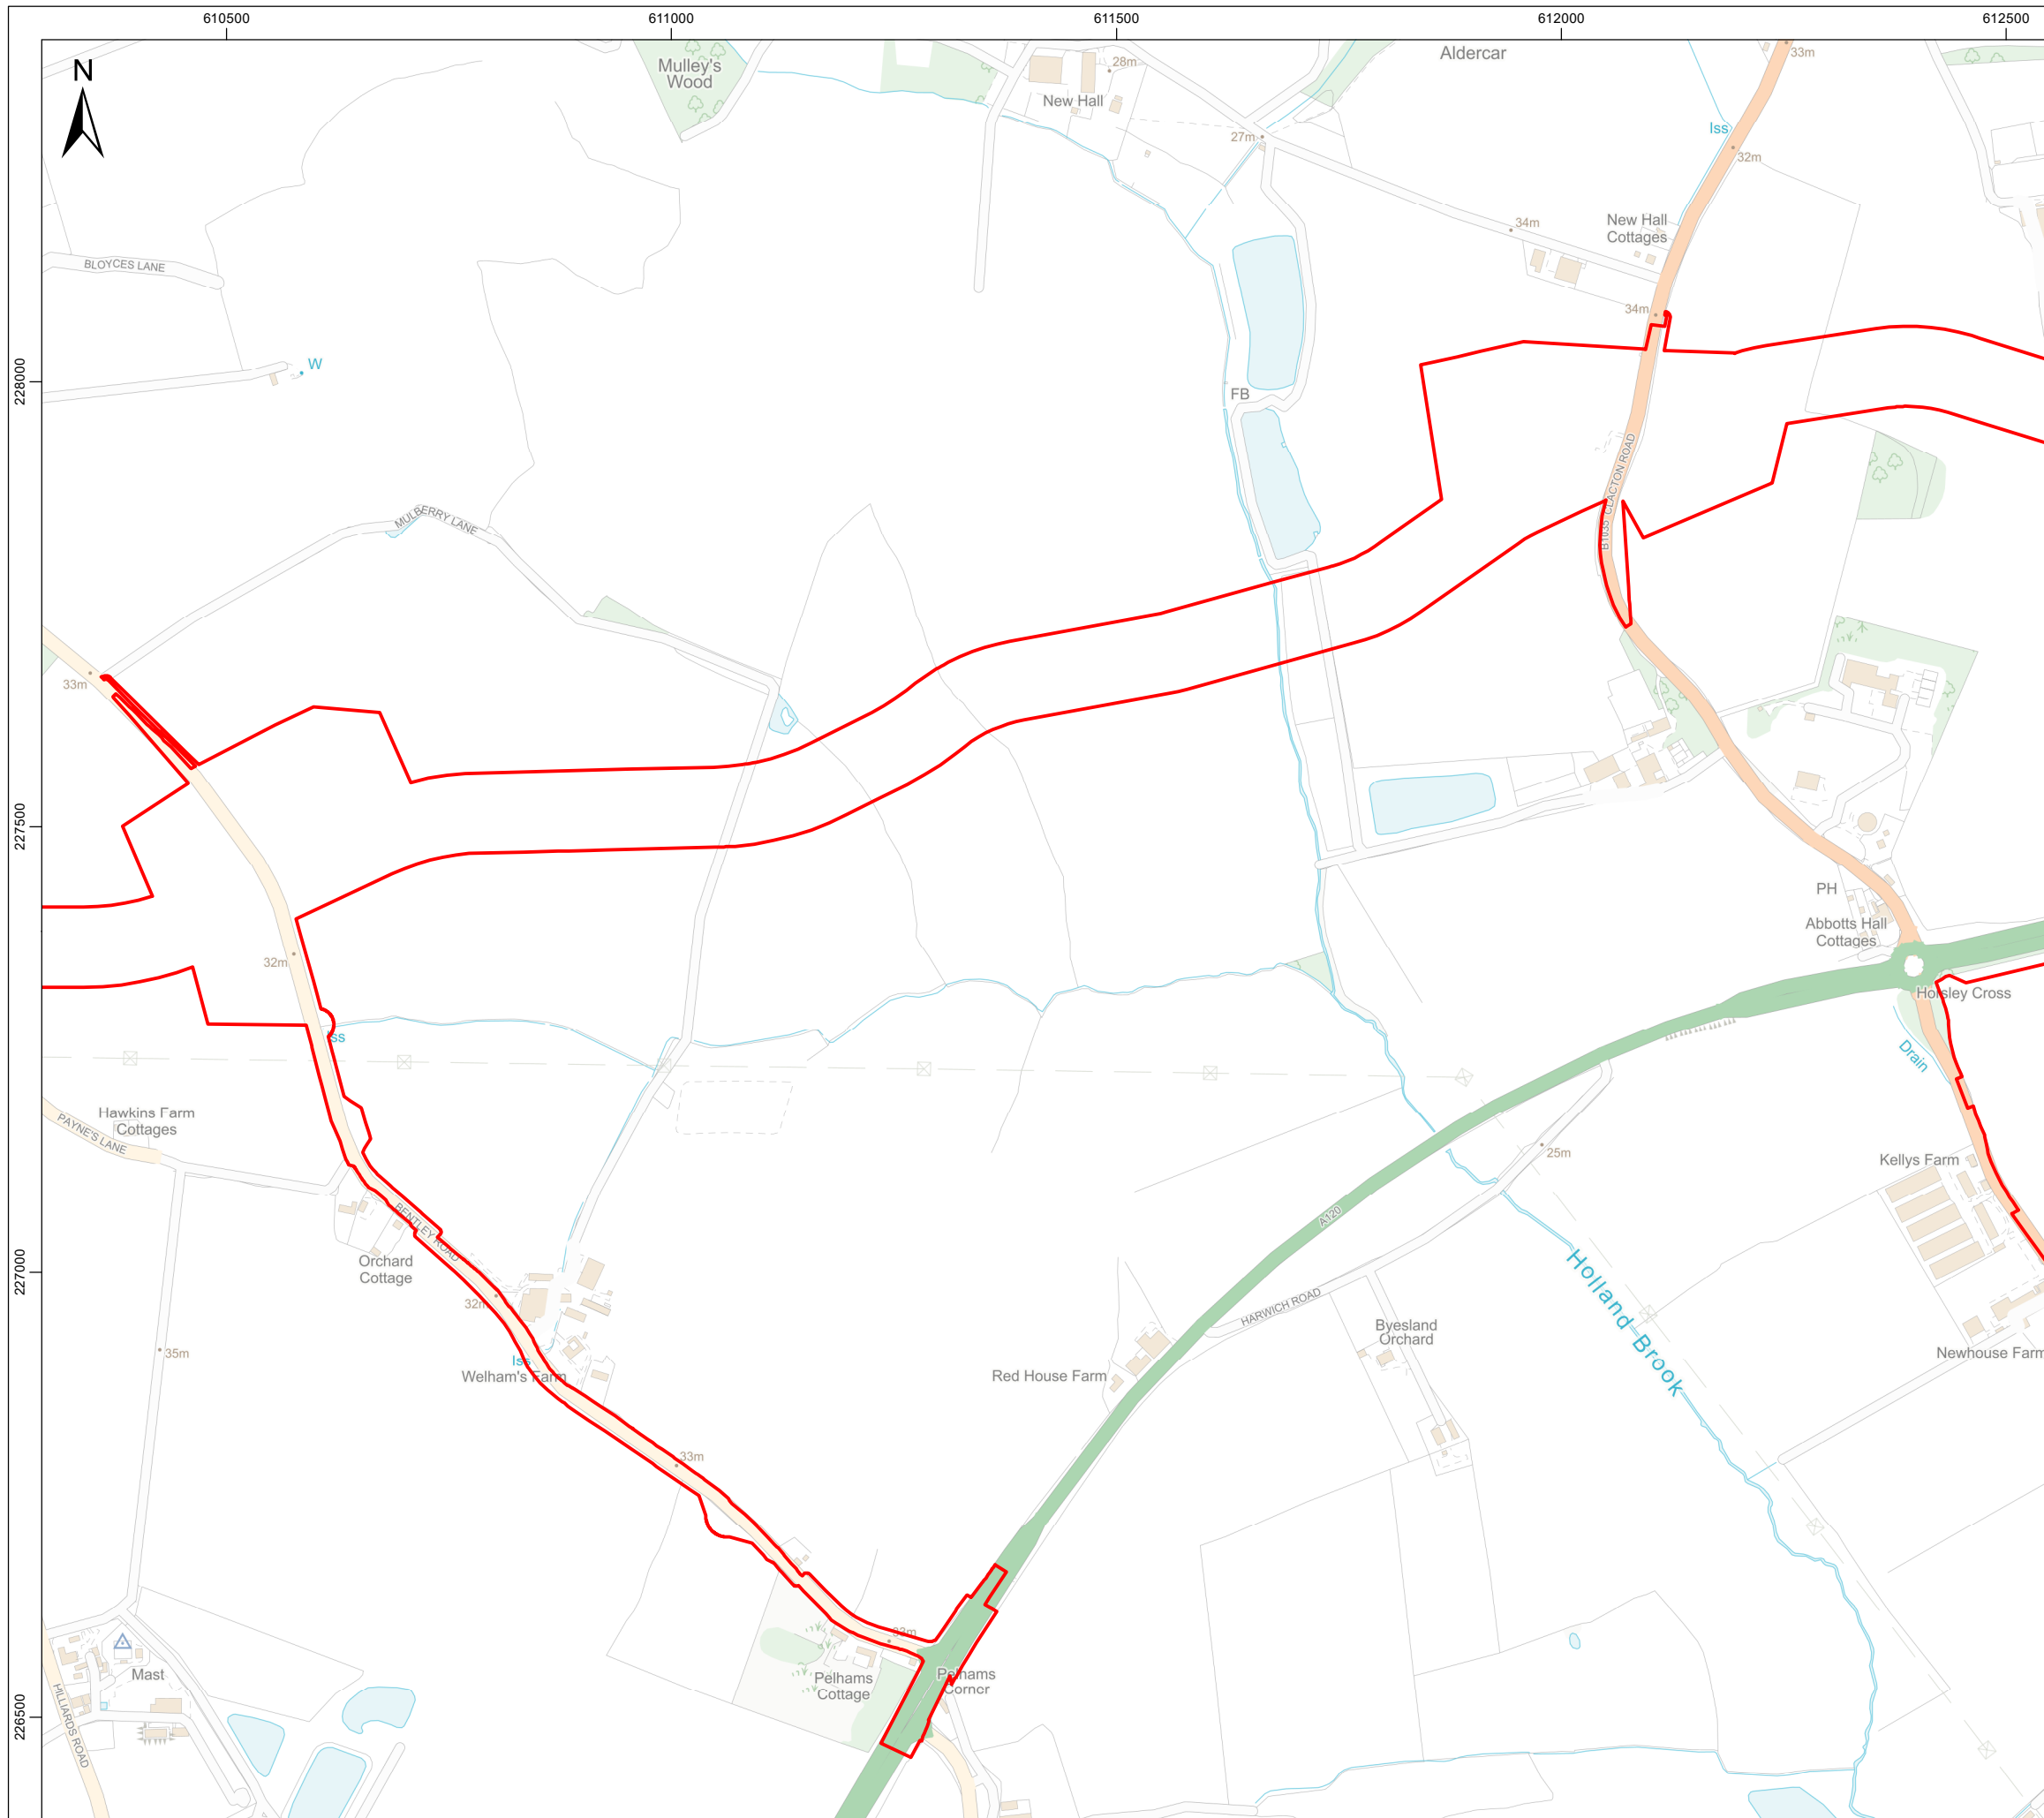 610500
611000
611500
612000
612500
N
Mulley's
Wood
28m
New Hall
Aldercar
33m
27m
Iss
32m
34m
New Hall
Cottages
BLOYCES LANE
34m
W
228000
FB
MULBERRY LANE
B1035 CLACTON ROAD
33m
227500
PH
Abbotts Hall
Cottages
32m
Horsley Cross
Iss
Drain
Hawkins Farm
Cottages
PAYNE'S LANE
25m
Kellys Farm
BENTLEY ROAD
A120
Orchard
Cottage
227000
Holland Brook
32m
HARWICH ROAD
Byesland
Orchard
35m
Iss
Welham's Farm
Red House Farm
Newhouse Farm
33m
33m
Mast
Pelhams
Cottage
Pelhams
Corner
HILLIARDS ROAD
226500